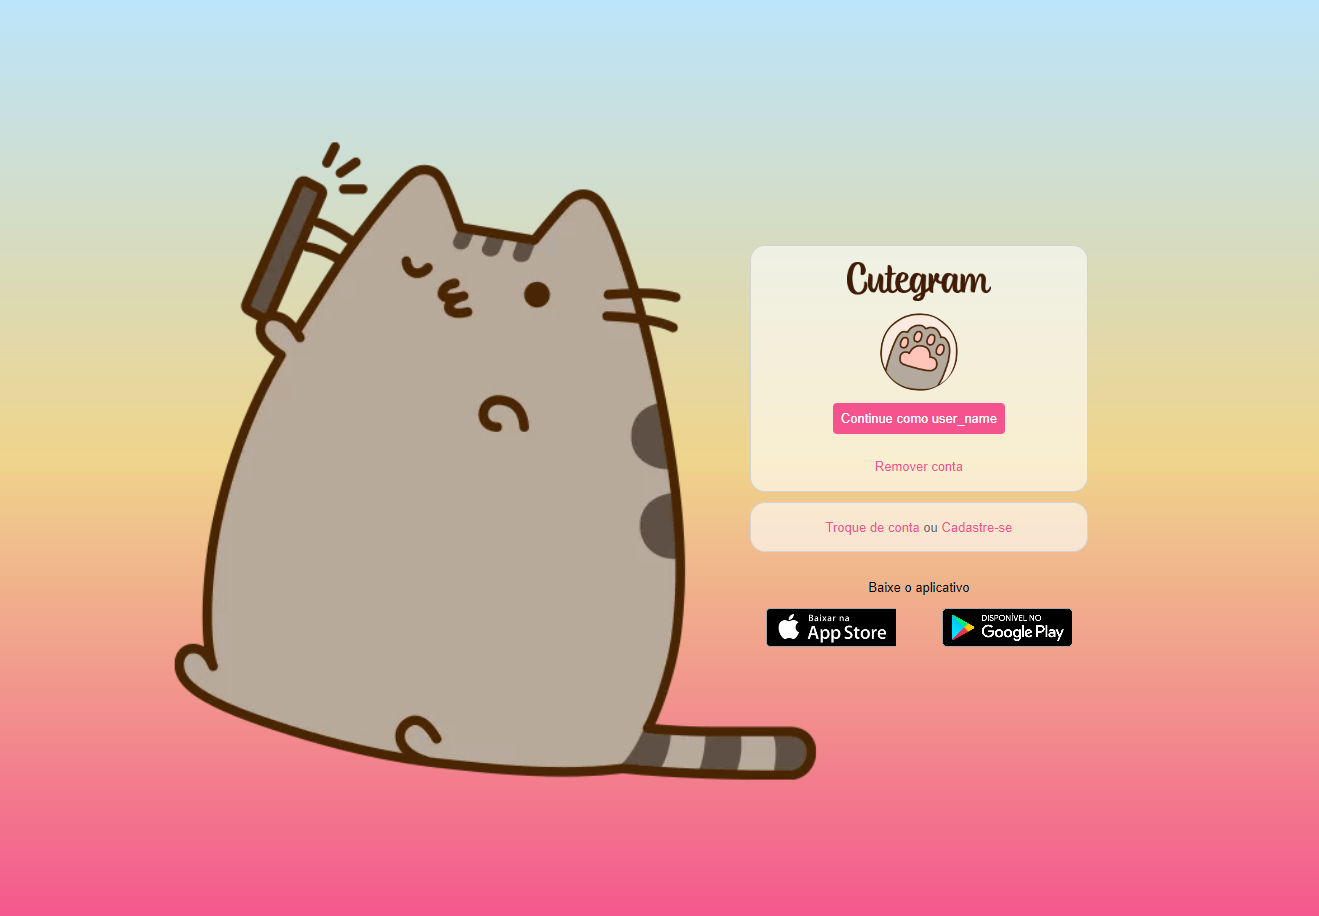 Cutegram
Continue como user_name
Remover conta
Troque de conta ou Cadastre-se
Baixe o aplicativo
Baixar na
App Store
DISPONÍVEL NO
Google Play